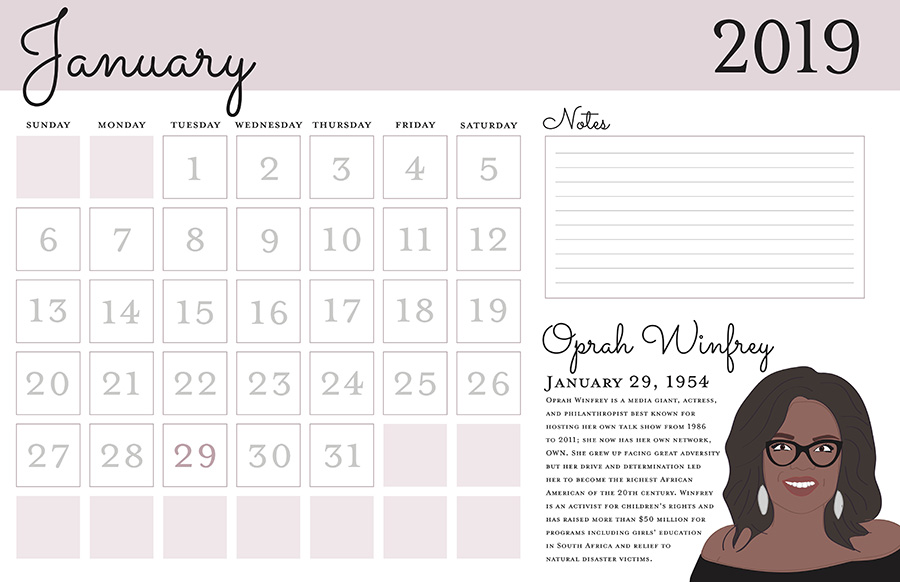 January 2019
SUNDAY MONDAY TUESDAY WEDNESDAY THURSDAY FRIDAY SATURDAY
1 2 3 4 5
6 7 8 9 10 11 12
13 14 15 16 17 18 19
20 21 22 23 24 25 26
27 28 29 30 31
Notes
Oprah Winfrey
January 29, 1954
Oprah Winfrey is a media giant, actress,
and philanthropist best known for
hosting her own talk show from 1986
to 2011; she now has her own network,
OWN. She grew up facing great adversity
but her drive and determination led
her to become the richest African
American of the 20th century. Winfrey
is an activist for children's rights and
has raised more than $50 million for
programs including girls' education
in South Africa and relief to
natural disaster victims.